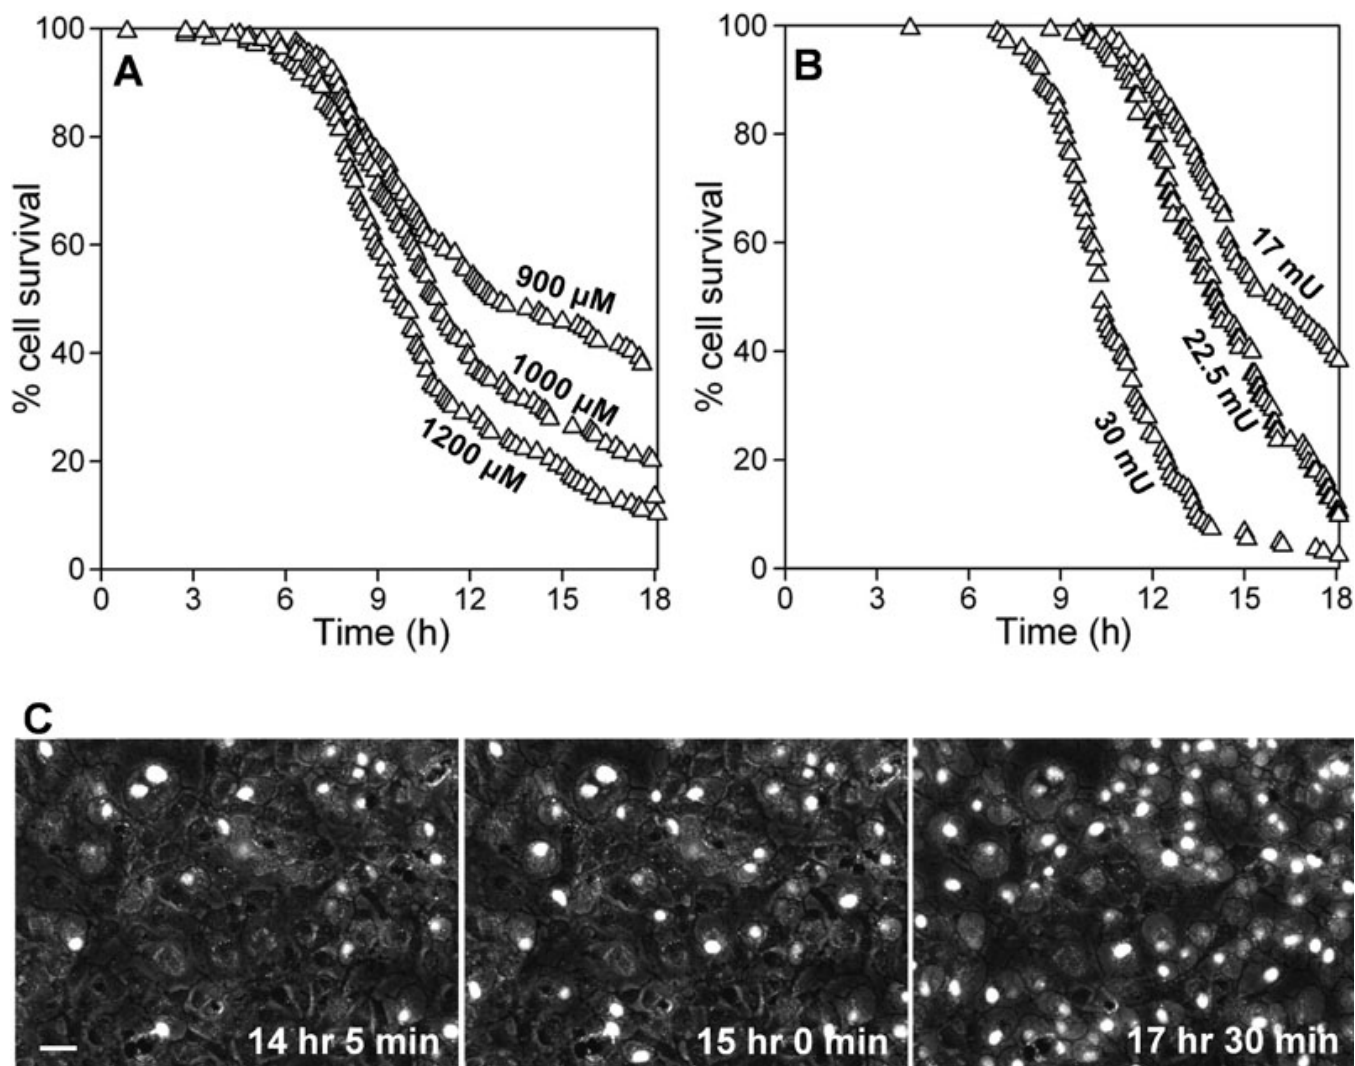 A
% cell survival
100
80
60
40
20
0
900 µM
1000 µM
1200 µM
0 3 6 9 12 15 18
Time (h)
B
% cell survival
100
80
60
40
20
0
17 mU
22.5 mU
30 mU
0 3 6 9 12 15 18
Time (h)
C
14 hr 5 min
15 hr 0 min
17 hr 30 min